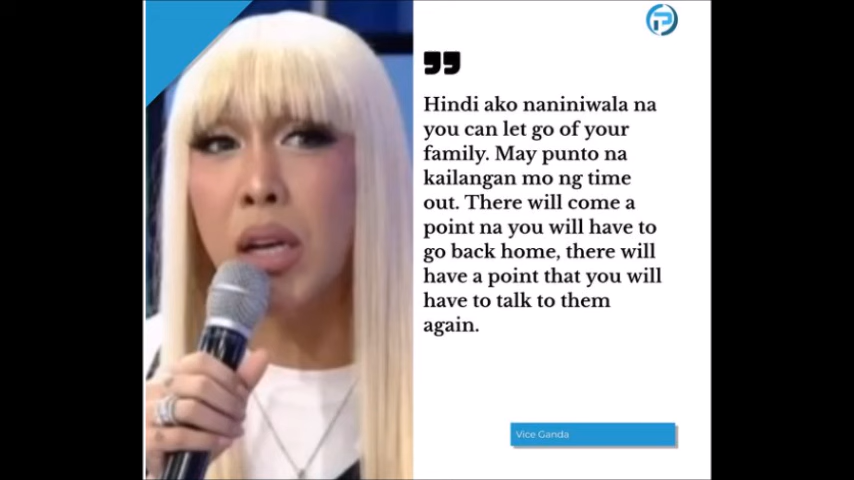 Hindi ako naniniwala na
you can let go of your
family. May punto na
kailangan mo ng time
out. There will come a
point na you will have to
go back home, there will
have a point that you will
have to talk to them
again.
Vice Ganda